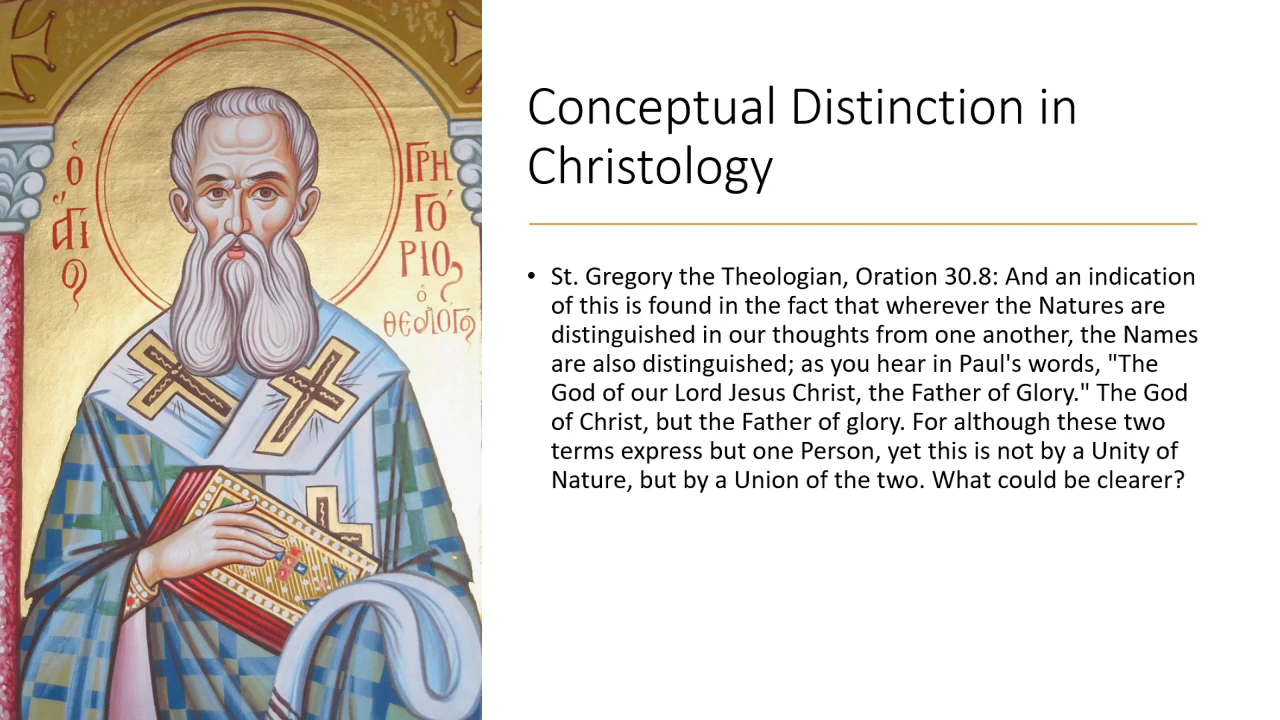 ὁ
ἅγι
ο
ΓΡΗ
ΓΌ
ΡΙΟς
ὁ
ΘΕΟΛΌΓΟς
Conceptual Distinction in
Christology
• St. Gregory the Theologian, Oration 30.8: And an indication
of this is found in the fact that wherever the Natures are
distinguished in our thoughts from one another, the Names
are also distinguished; as you hear in Paul's words, "The
God of our Lord Jesus Christ, the Father of Glory." The God
of Christ, but the Father of glory. For although these two
terms express but one Person, yet this is not by a Unity of
Nature, but by a Union of the two. What could be clearer?